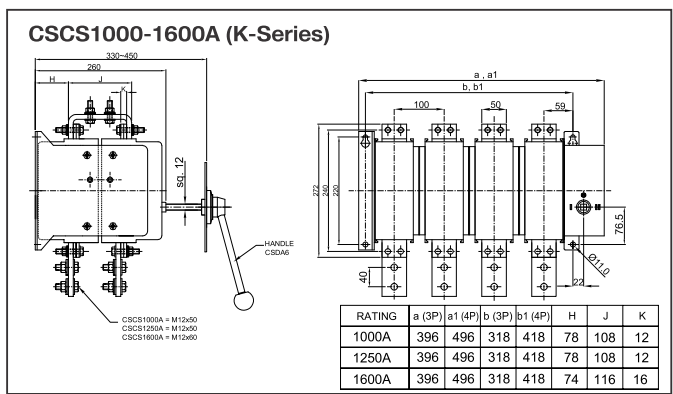 CSCS1000-1600A (K-Series)
330~450
260
H
J
K
sq. 12
HANDLE
CSDA6
CSCS1000A = M12x50
CSCS1250A = M12x50
CSCS1600A = M12x60
a , a1
b, b1
100
50
59
272
240
220
I
II
76.5
Ø11.0
40
22
RATING a (3P) a1 (4P) b (3P) b1 (4P) H J K
1000A 396 496 318 418 78 108 12
1250A 396 496 318 418 78 108 12
1600A 396 496 318 418 74 116 16